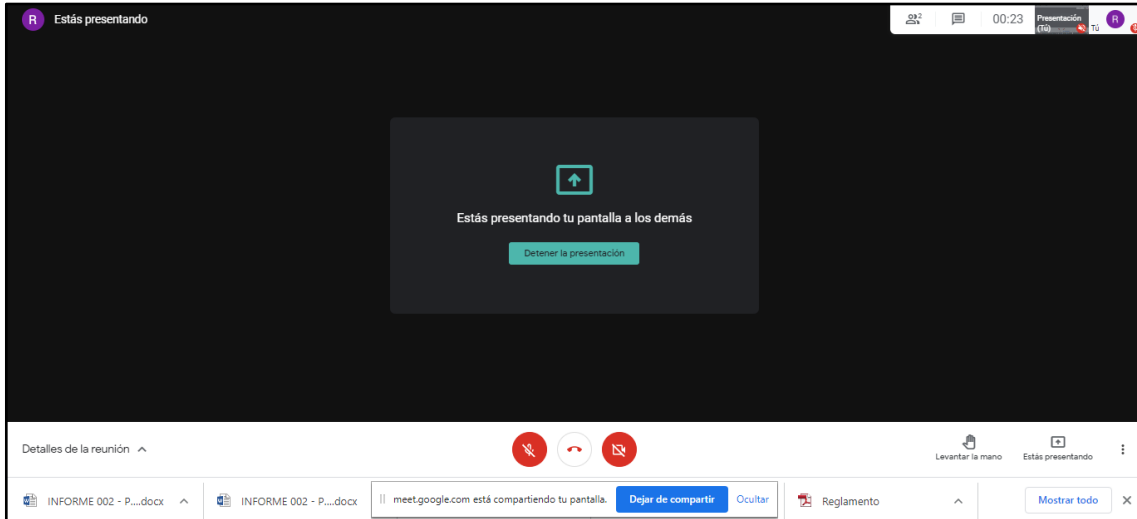 R Estás presentando
2
00:23
Presentación
(Tú)
Tú
R
Estás presentando tu pantalla a los demás
Detener la presentación
Detalles de la reunión
Levantar la mano
Estás presentando
INFORME 002 - P....docx
INFORME 002 - P....docx
meet.google.com está compartiendo tu pantalla.
Dejar de compartir
Ocultar
Reglamento
Mostrar todo